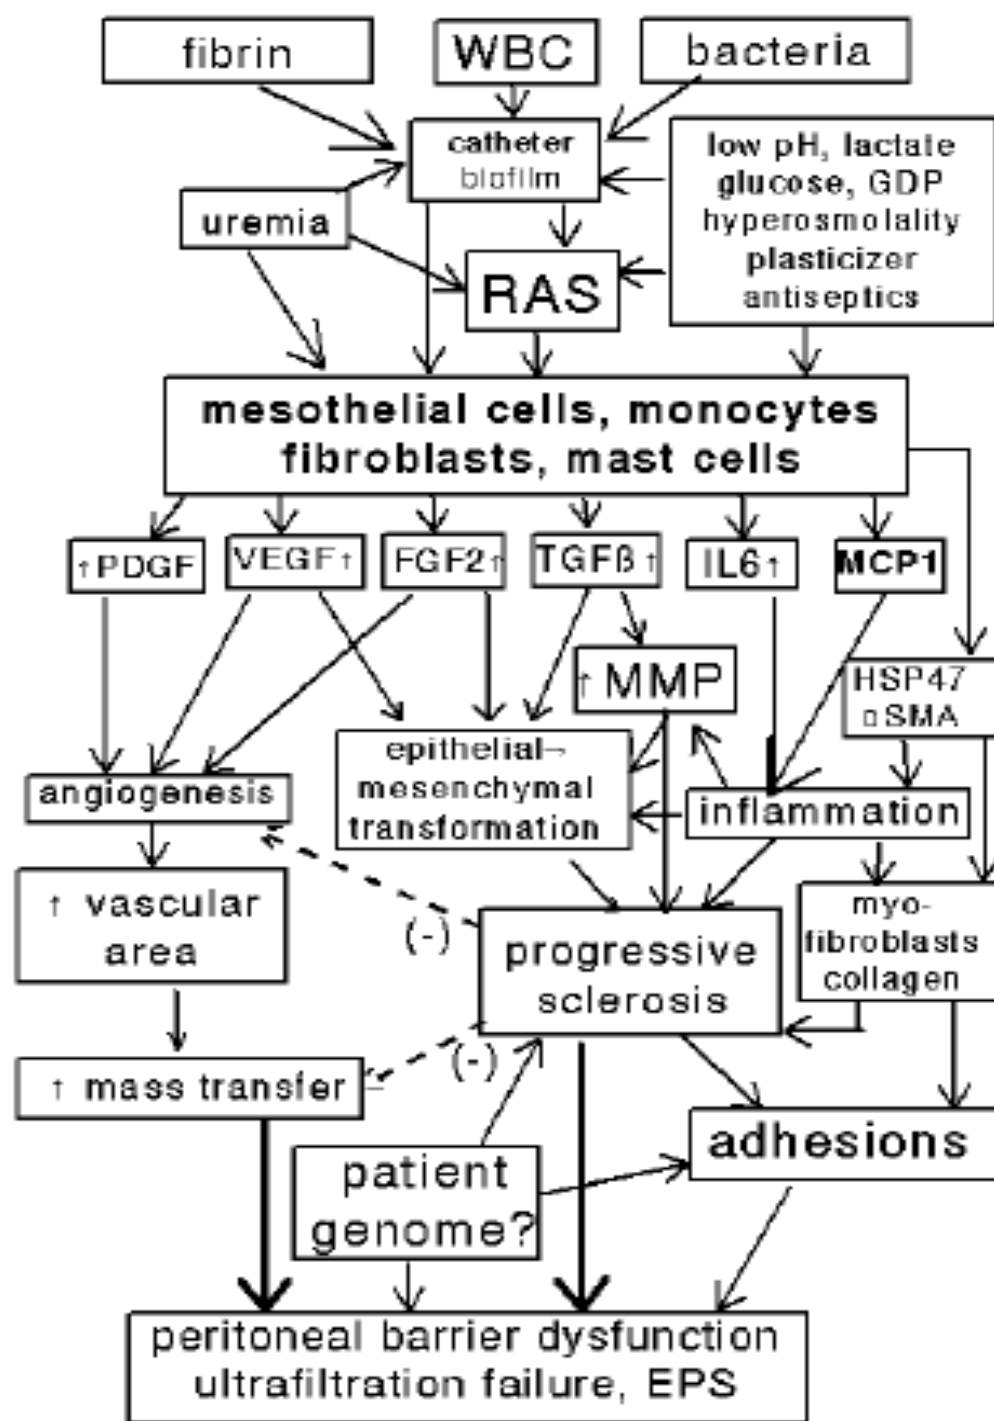 fibrin
WBC
bacteria
catheter
biofilm
low pH, lactate
glucose, GDP
hyperosmolality
plasticizer
antiseptics
uremia
RAS
mesothelial cells, monocytes
fibroblasts, mast cells
↑PDGF
VEGF↑
FGF2↑
TGFß↑
IL6↑
MCP1
↑ MMP
HSP47
▯SMA
epithelial¬
mesenchymal
transformation
angiogenesis
inflammation
↑ vascular
area
(-)
progressive
sclerosis
myo-
fibroblasts
collagen
↑ mass transfer
(-)
adhesions
patient
genome?
peritoneal barrier dysfunction
ultrafiltration failure, EPS